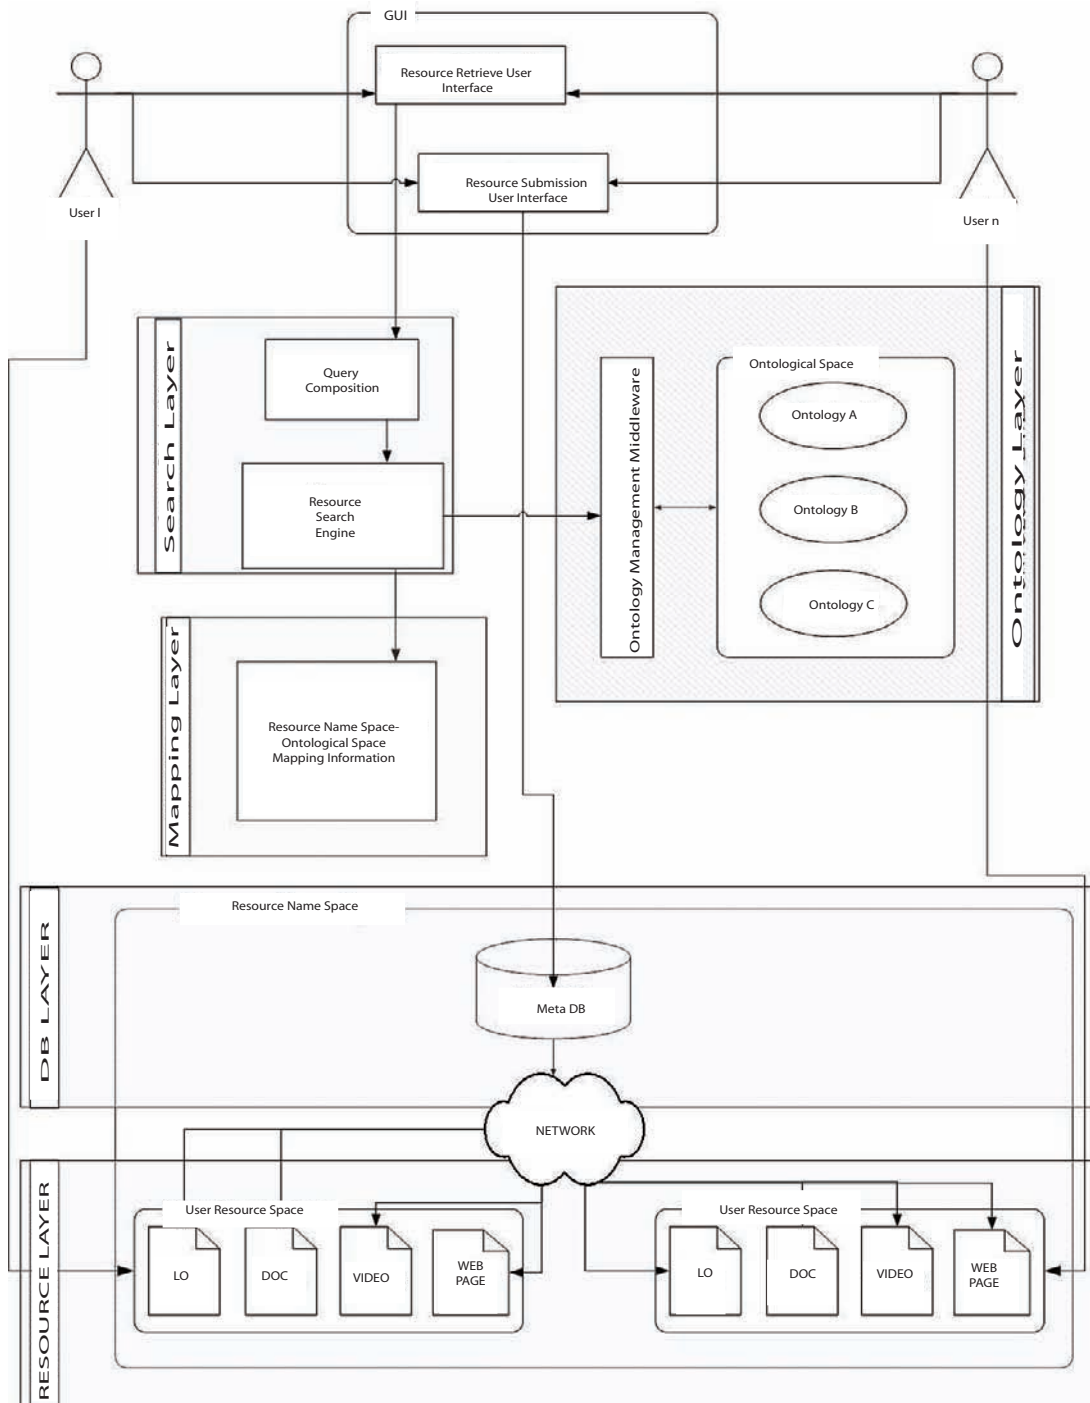 GUI
Resource Retrieve User
Interface
Resource Submission
User Interface
User l
User n
Search Layer
Query
Composition
Resource
Search
Engine
Ontology Management Middleware
Ontological Space
Ontology A
Ontology B
Ontology C
Ontology Layer
Mapping Layer
Resource Name Space-
Ontological Space
Mapping Information
DB LAYER
Resource Name Space
Meta DB
NETWORK
RESOURCE LAYER
User Resource Space
LO
DOC
VIDEO
WEB
PAGE
User Resource Space
LO
DOC
VIDEO
WEB
PAGE